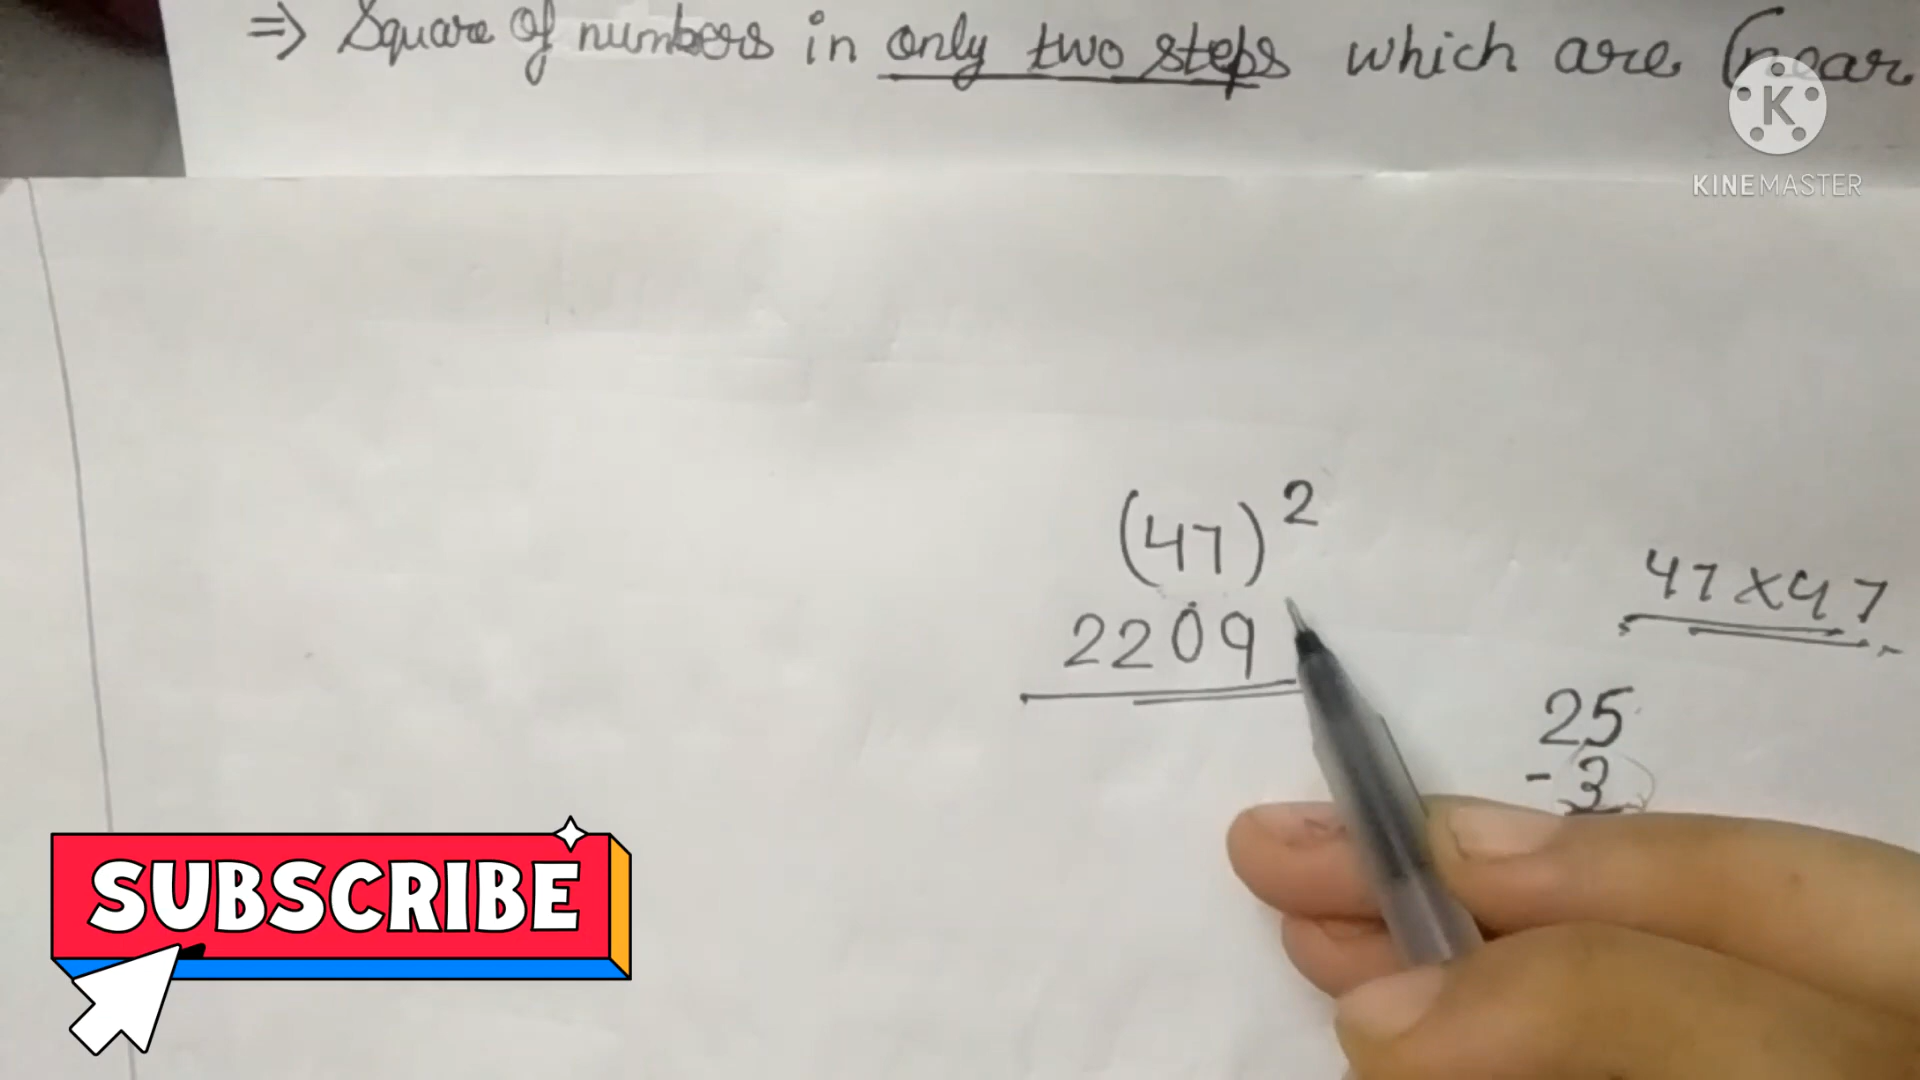 ⇒ Square Of numbers in only two steps which are (near
K
KINEMASTER
(47)²
2209
47×47
25
-3
SUBSCRIBE